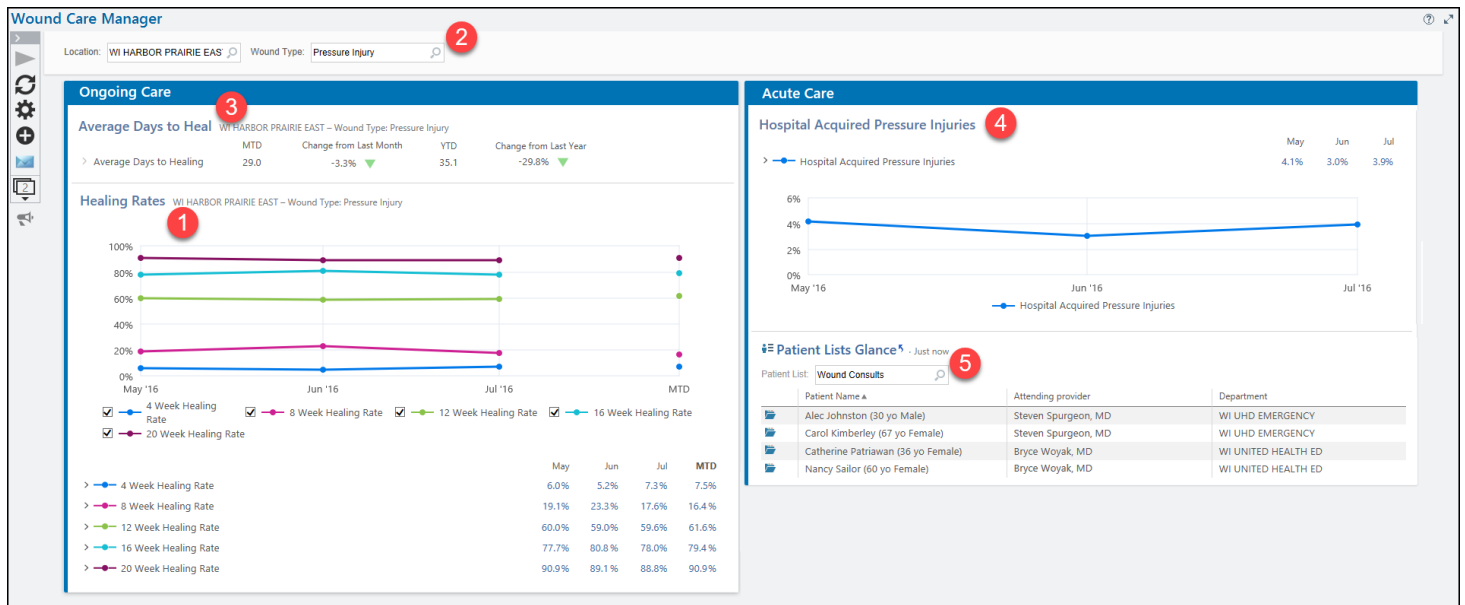 Wound Care Manager
Location: WI HARBOR PRAIRIE EAS Wound Type: Pressure Injury
2
Ongoing Care
3
Average Days to Heal WI HARBOR PRAIRIE EAST – Wound Type: Pressure Injury
MTD Change from Last Month YTD Change from Last Year
Average Days to Healing 29.0 -3.3% 35.1 -29.8%
Healing Rates WI HARBOR PRAIRIE EAST – Wound Type: Pressure Injury
1
100%
80%
60%
40%
20%
0%
May '16 Jun '16 Jul '16 MTD
4 Week Healing Rate 8 Week Healing Rate 12 Week Healing Rate 16 Week Healing Rate
20 Week Healing Rate
May Jun Jul MTD
4 Week Healing Rate 6.0% 5.2% 7.3% 7.5%
8 Week Healing Rate 19.1% 23.3% 17.6% 16.4%
12 Week Healing Rate 60.0% 59.0% 59.6% 61.6%
16 Week Healing Rate 77.7% 80.8% 78.0% 79.4%
20 Week Healing Rate 90.9% 89.1% 88.8% 90.9%
Acute Care
Hospital Acquired Pressure Injuries 4
May Jun Jul
Hospital Acquired Pressure Injuries 4.1% 3.0% 3.9%
6%
4%
2%
0%
May '16 Jun '16 Jul '16
Hospital Acquired Pressure Injuries
Patient Lists Glance - Just now
Patient List: Wound Consults 5
Patient Name Attending provider Department
Alec Johnston (30 yo Male) Steven Spurgeon, MD WI UHD EMERGENCY
Carol Kimberley (67 yo Female) Steven Spurgeon, MD WI UHD EMERGENCY
Catherine Patriawan (36 yo Female) Bryce Woyak, MD WI UNITED HEALTH ED
Nancy Sailor (60 yo Female) Bryce Woyak, MD WI UNITED HEALTH ED
2